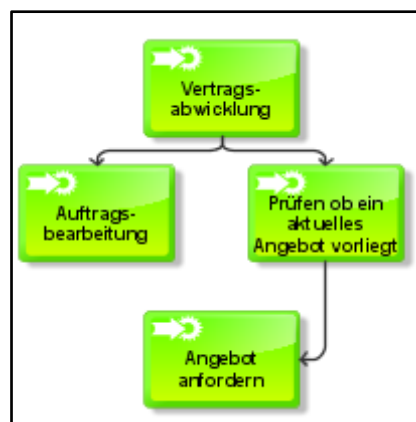 Vertrags-
abwicklung
Auftrags-
bearbeitung
Prüfen ob ein
aktuelles
Angebot vorliegt
Angebot
anfordern